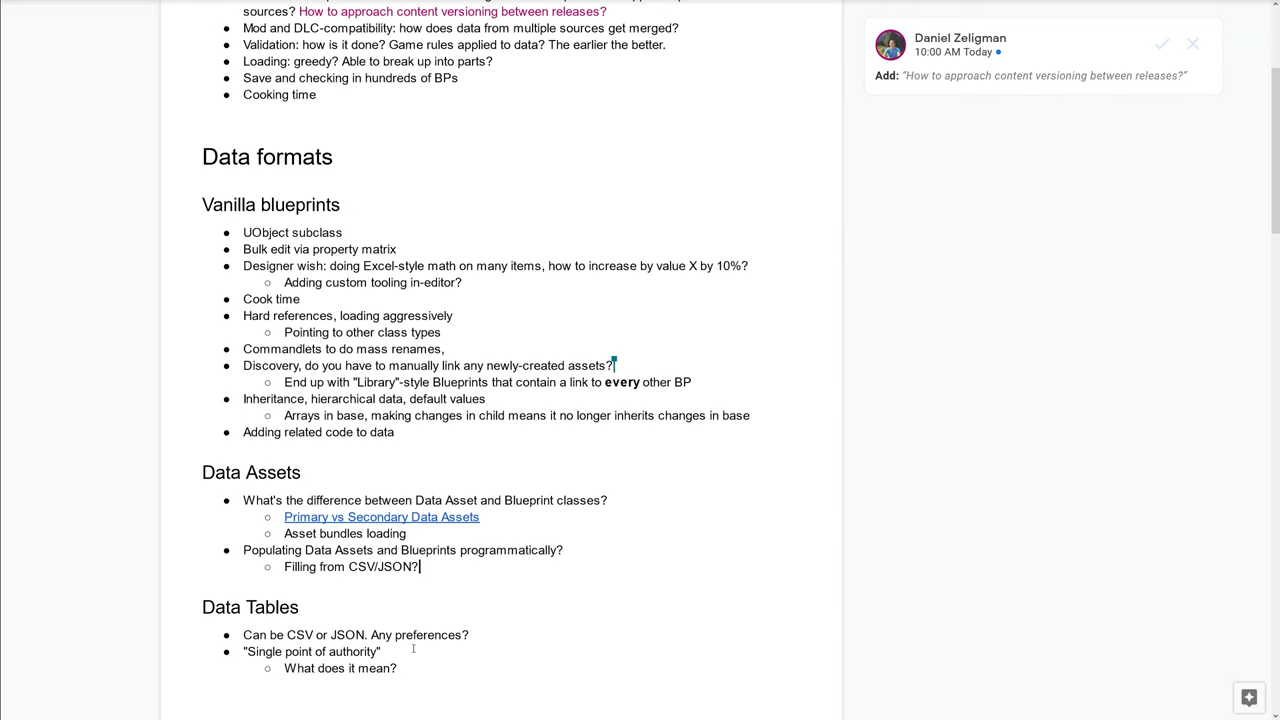 sources? How to approach content versioning between releases?
● Mod and DLC-compatibility: how does data from multiple sources get merged?
● Validation: how is it done? Game rules applied to data? The earlier the better.
● Loading: greedy? Able to break up into parts?
● Save and checking in hundreds of BPs
● Cooking time
Data formats
Vanilla blueprints
● UObject subclass
● Bulk edit via property matrix
● Designer wish: doing Excel-style math on many items, how to increase by value X by 10%?
○ Adding custom tooling in-editor?
● Cook time
● Hard references, loading aggressively
○ Pointing to other class types
● Commandlets to do mass renames,
● Discovery, do you have to manually link any newly-created assets?
○ End up with "Library"-style Blueprints that contain a link to every other BP
● Inheritance, hierarchical data, default values
○ Arrays in base, making changes in child means it no longer inherits changes in base
● Adding related code to data
Data Assets
● What's the difference between Data Asset and Blueprint classes?
○ Primary vs Secondary Data Assets
○ Asset bundles loading
● Populating Data Assets and Blueprints programmatically?
○ Filling from CSV/JSON?
Data Tables
● Can be CSV or JSON. Any preferences?
● "Single point of authority"
○ What does it mean?
Daniel Zeligman
10:00 AM Today
Add: "How to approach content versioning between releases?"